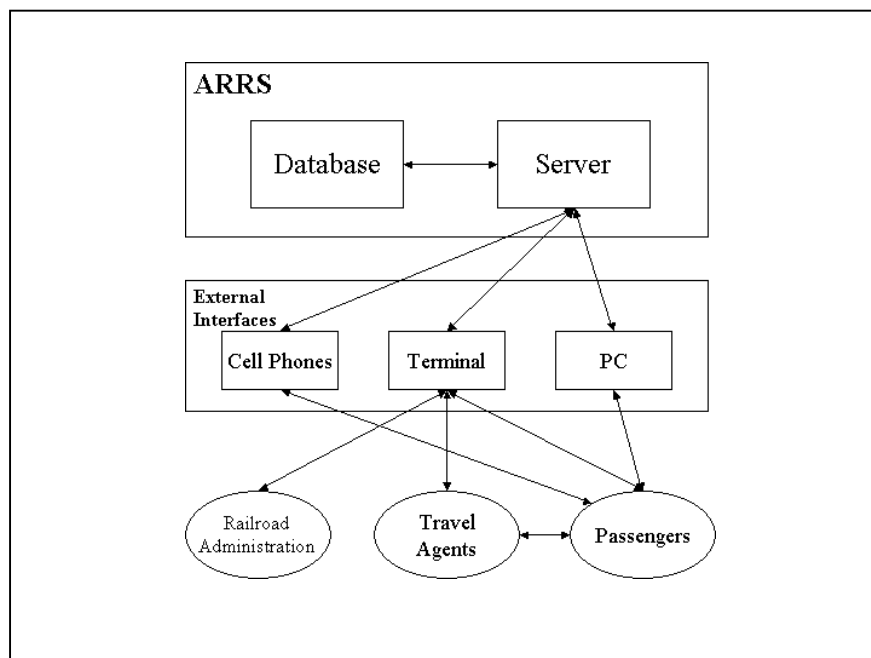 ARRS
Database
Server
External
Interfaces
Cell Phones
Terminal
PC
Railroad
Administration
Travel
Agents
Passengers